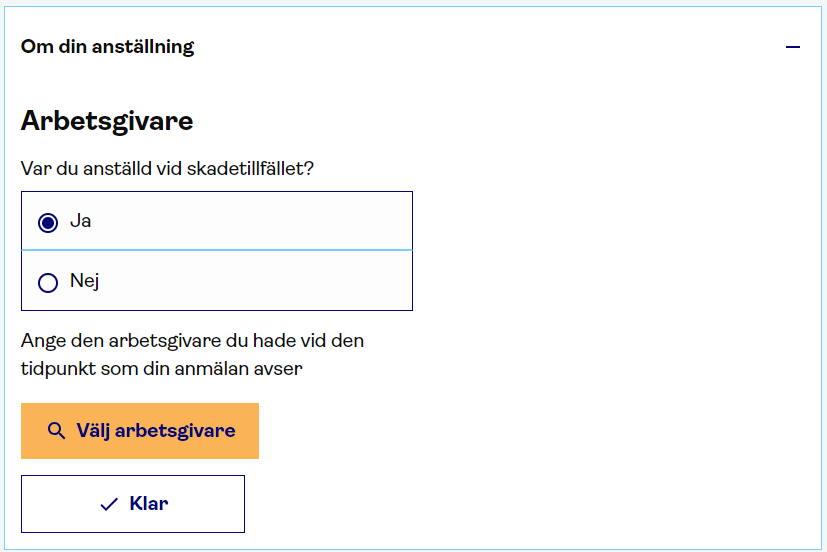 Om din anställning
Arbetsgivare
Var du anställd vid skadetillfället?
Ja
Nej
Ange den arbetsgivare du hade vid den
tidpunkt som din anmälan avser
Välj arbetsgivare
Klar